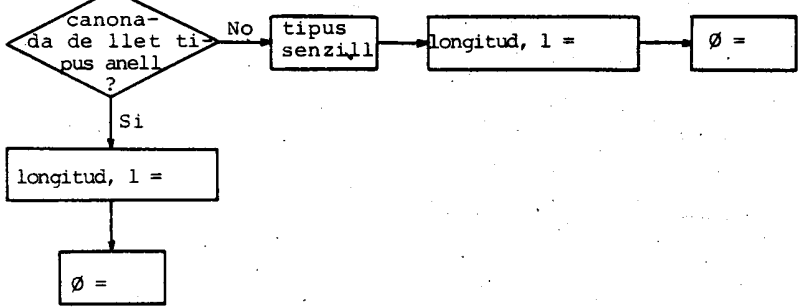 canona-
da de llet ti-
pus anell
?
No
tipus
senzill
longitud, l =
Ø =
Si
longitud, l =
Ø =